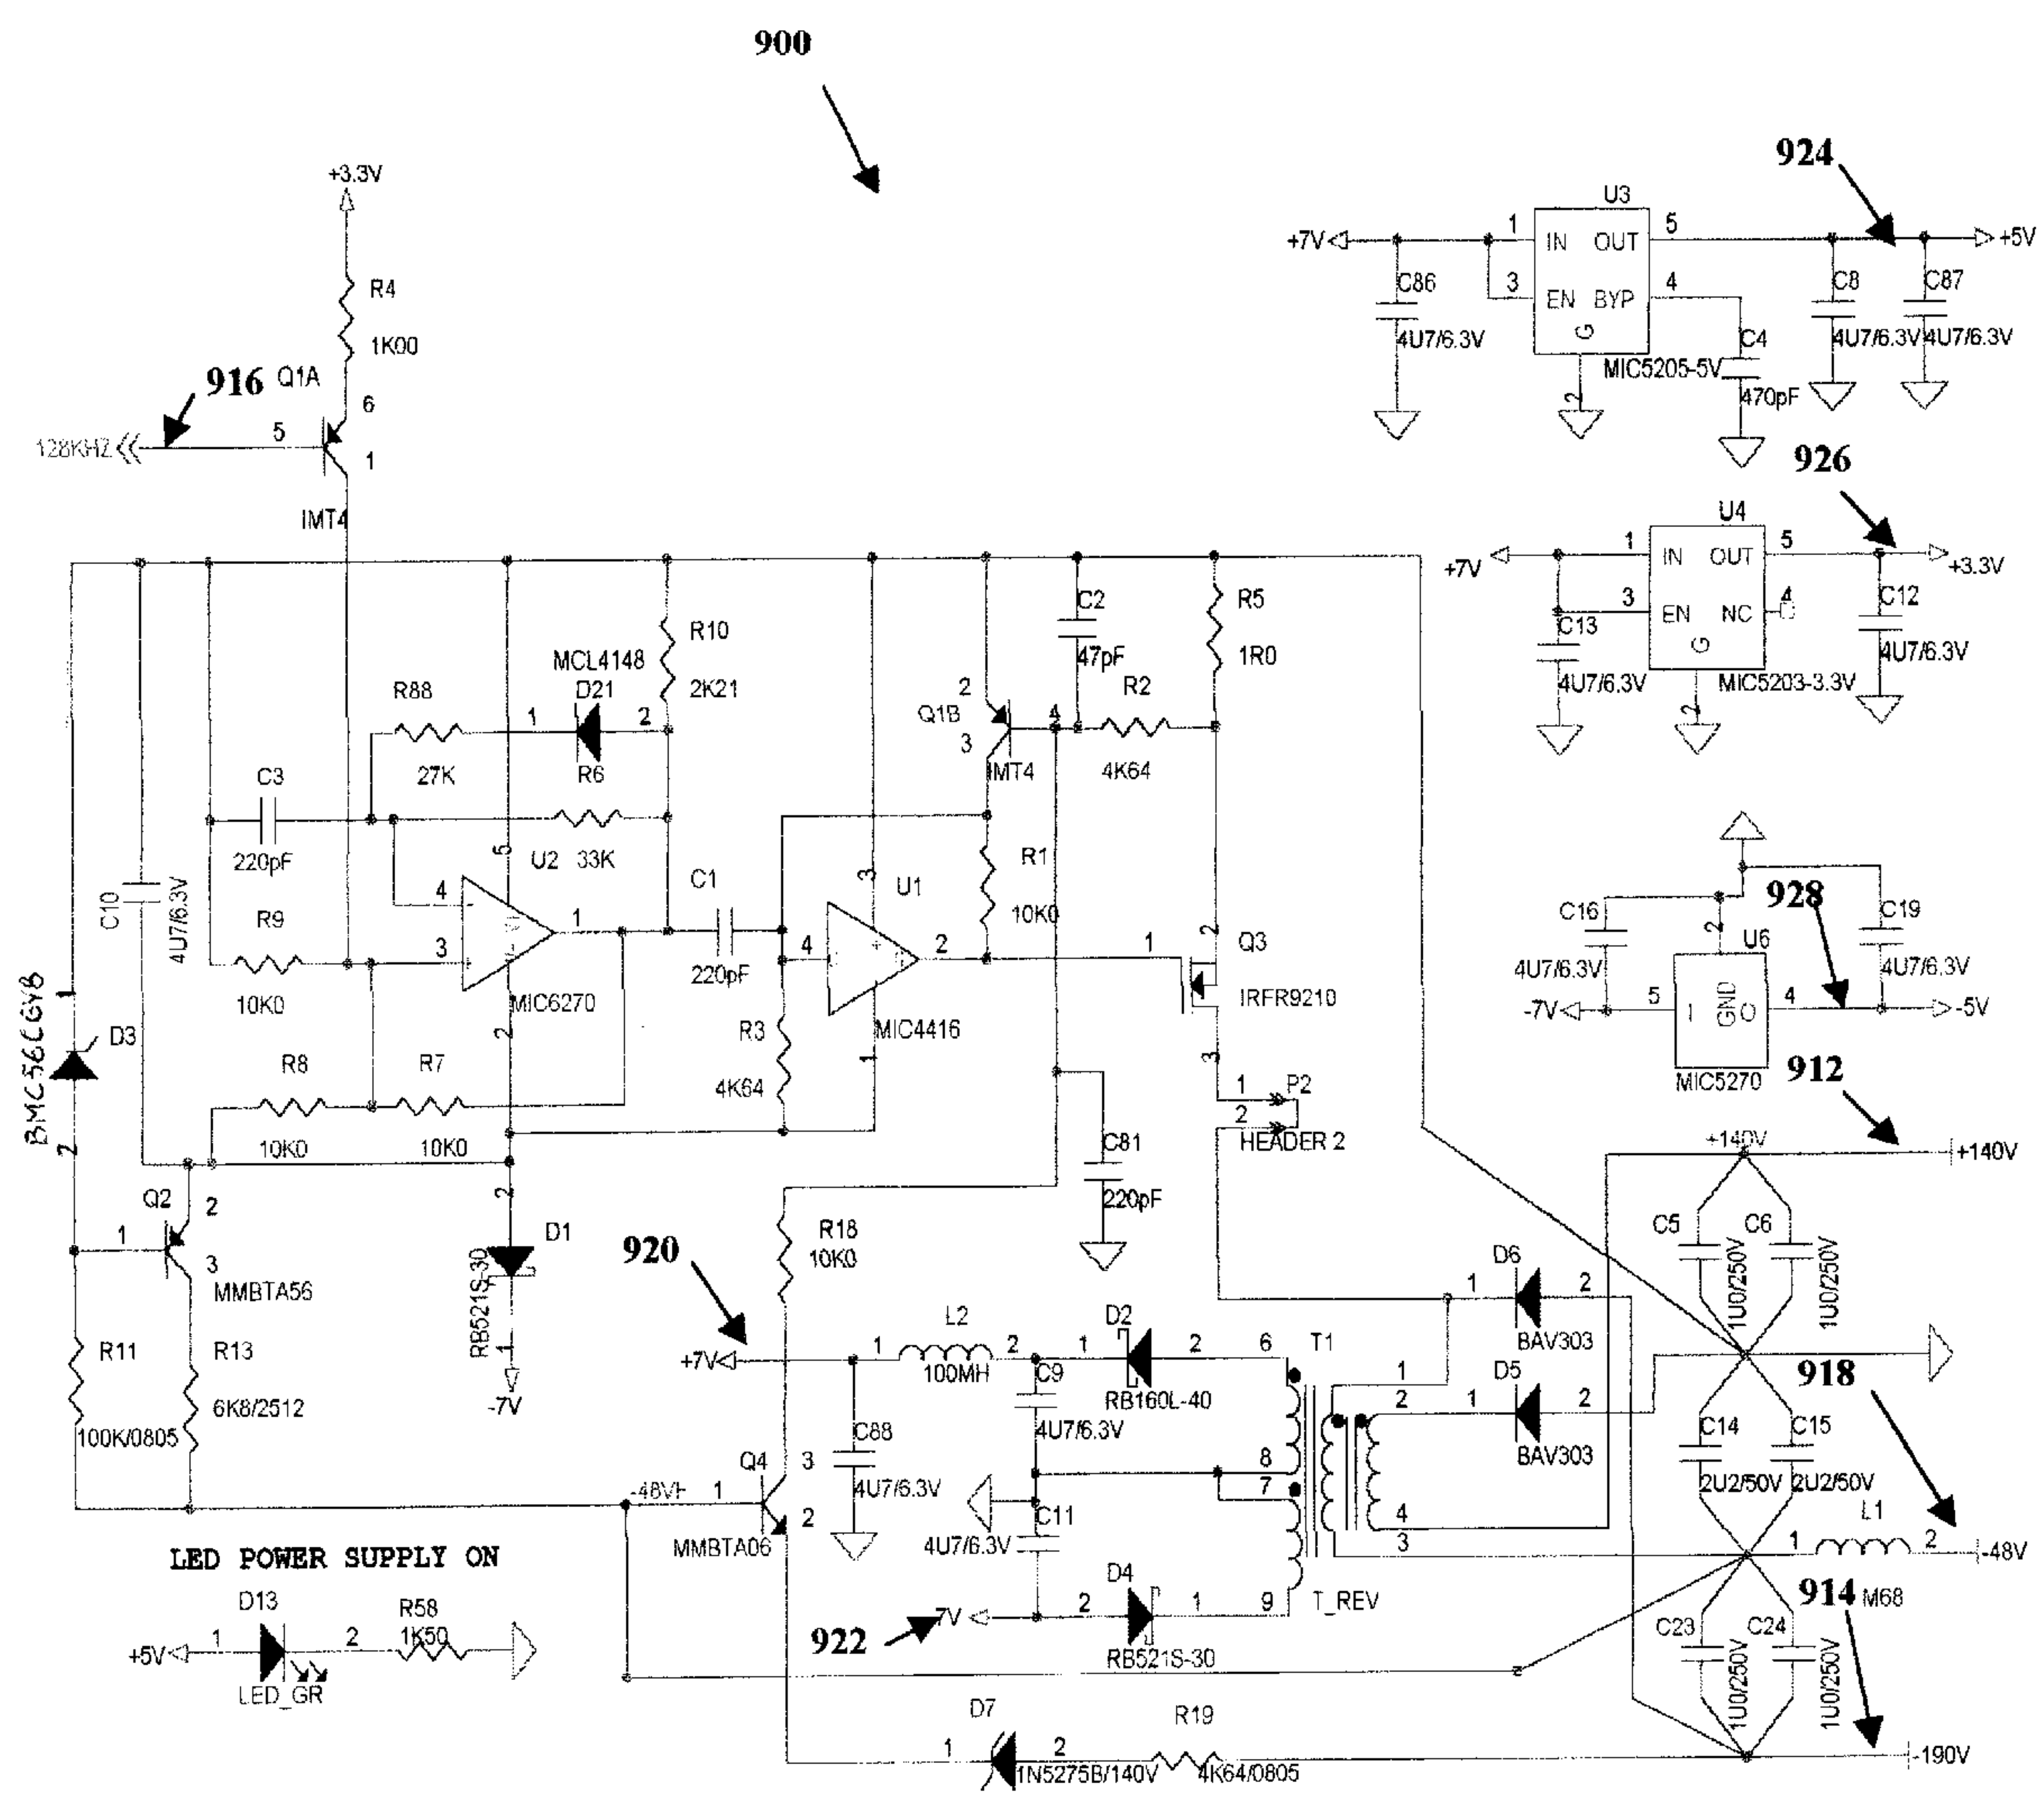 900
+3.3V
R4
1K00
916 Q1A
6
5
1
128KHZ
IMT4
924
U3
+7V
1
IN OUT
5
+5V
3
EN BYP
4
G
2
C86
4U7/6.3V
MIC5205-5V
C4
470pF
C8
4U7/6.3V
C87
4U7/6.3V
926
U4
+7V
1
IN OUT
5
+3.3V
3
EN NC
4
G
2
C13
4U7/6.3V
MIC5203-3.3V
C12
4U7/6.3V
R10
2K21
MCL4148
D21
R88
27K
1
2
R6
33K
C3
220pF
C10
4U7/6.3V
R9
10K0
U2
5
4
3
1
2
MIC6270
R8
10K0
R7
10K0
C1
220pF
U1
3
4
2
1
MIC4416
R3
4K64
R1
10K0
Q1B
2
3
4
IMT4
C2
47pF
R2
4K64
R5
1R0
Q3
1
2
3
IRFR9210
1
2
P2
HEADER 2
C81
220pF
928
C16
4U7/6.3V
C19
4U7/6.3V
U6
2
-7V
5
I GND O
4
-5V
MIC5270
912
+140V
+140V
C5
1U0/250V
C6
1U0/250V
BMC56CGVB
1
D3
2
Q2
1
2
3
MMBTA56
R11
100K/0805
R13
6K8/2512
2
D1
RB521S-30
1
-7V
R18
10K0
920
+7V
1
L2
2
100MH
C88
4U7/6.3V
C9
4U7/6.3V
C11
4U7/6.3V
1
D2
2
RB160L-40
6
8
7
9
T1
1
2
4
3
T_REV
1
D6
2
BAV303
1
D5
2
BAV303
918
C14
2U2/50V
C15
2U2/50V
1
L1
2
M68
-48V
-48VF
1
Q4
3
2
MMBTA06
922
7V
2
D4
1
RB521S-30
914
C23
1U0/250V
C24
1U0/250V
-190V
D7
1
2
1N5275B/140V
R19
4K64/0805
LED POWER SUPPLY ON
+5V
1
D13
2
R58
1K50
LED_GR